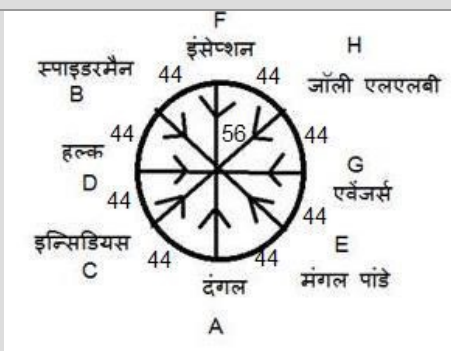 F
इंसेप्शन
H
स्पाइडरमैन
44
44
जॉली एलएलबी
B
44
56
44
हल्क
G
D
एवेंजर्स
44
44
इन्सिडियस
E
C
44
44
मंगल पांडे
दंगल
A